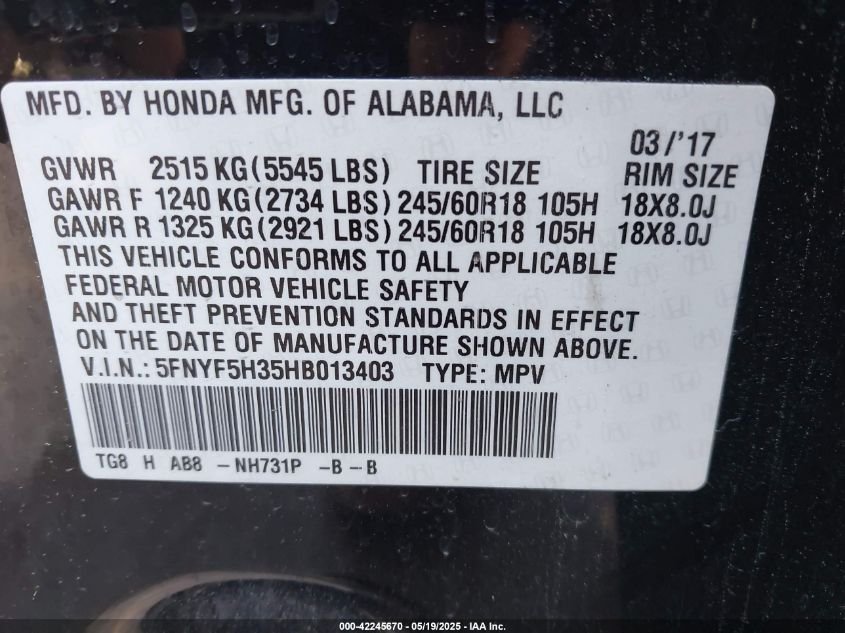 MFD. BY HONDA MFG. OF ALABAMA, LLC
03/'17
GVWR 2515 KG (5545 LBS) TIRE SIZE RIM SIZE
GAWR F 1240 KG (2734 LBS) 245/60R18 105H 18X8.0J
GAWR R 1325 KG (2921 LBS) 245/60R18 105H 18X8.0J
THIS VEHICLE CONFORMS TO ALL APPLICABLE
FEDERAL MOTOR VEHICLE SAFETY
AND THEFT PREVENTION STANDARDS IN EFFECT
ON THE DATE OF MANUFACTURE SHOWN ABOVE.
V.I.N.: 5FNYF5H35HB013403 TYPE: MPV
TG8 H AB8 - NH731P - B - B
000-42245670 - 05/19/2025 - IAA Inc.